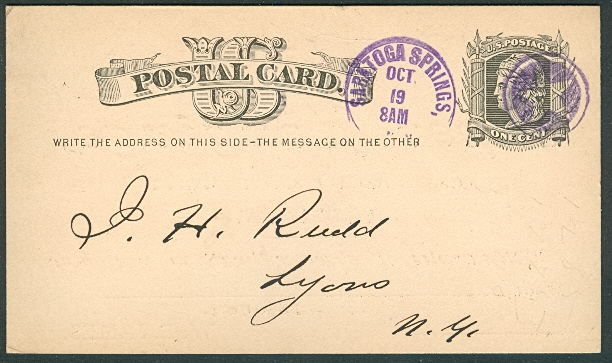 US
POSTAL CARD.
WRITE THE ADDRESS ON THIS SIDE-THE MESSAGE ON THE OTHER
SARATOGA SPRINGS,
OCT
19
8AM
U.S. POSTAGE
ONE CENT
J. H. Rudd
Lyons
N. Y.